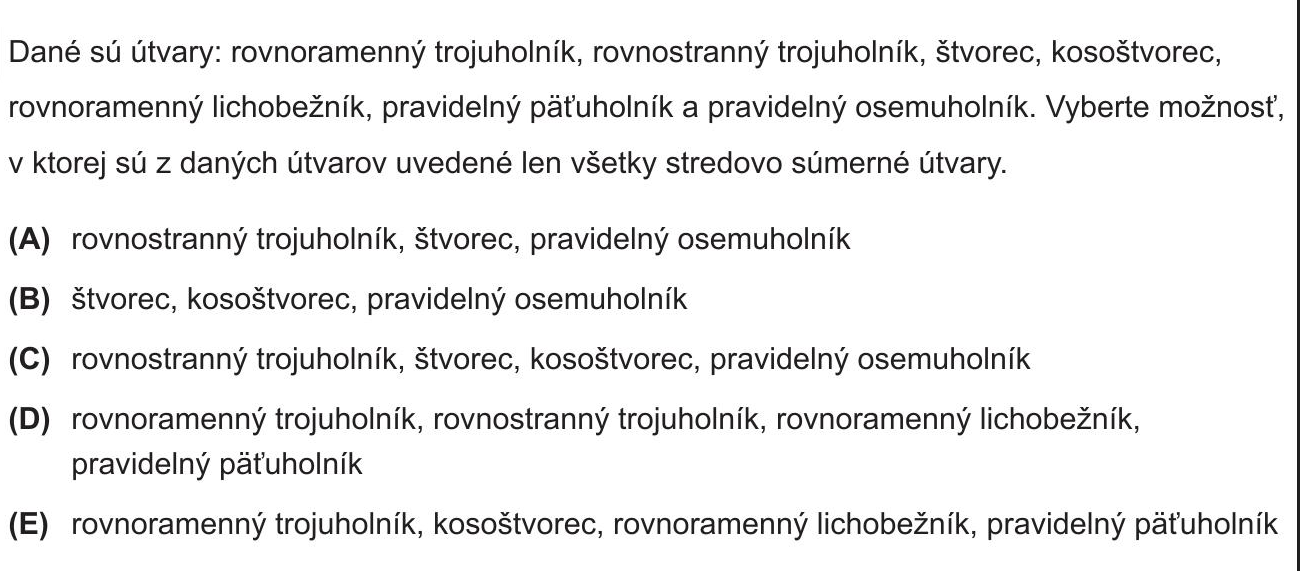 Dané sú útvary: rovnoramenný trojuholník, rovnostranný trojuholník, štvorec, kosoštvorec,
rovnoramenný lichobežník, pravidelný päťuholník a pravidelný osemuholník. Vyberte možnosť,
v ktorej sú z daných útvarov uvedené len všetky stredovo súmerné útvary.
(A) rovnostranný trojuholník, štvorec, pravidelný osemuholník
(B) štvorec, kosoštvorec, pravidelný osemuholník
(C) rovnostranný trojuholník, štvorec, kosoštvorec, pravidelný osemuholník
(D) rovnoramenný trojuholník, rovnostranný trojuholník, rovnoramenný lichobežník,
pravidelný päťuholník
(E) rovnoramenný trojuholník, kosoštvorec, rovnoramenný lichobežník, pravidelný päťuholník